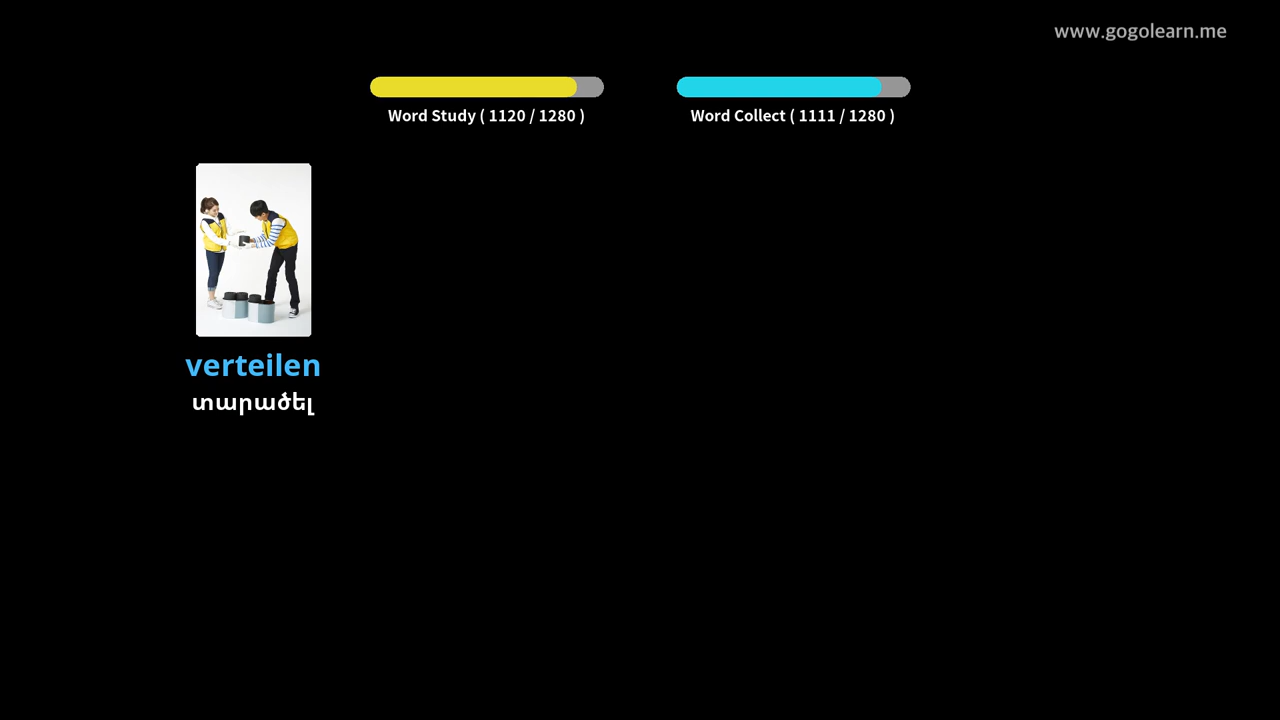 www.gogolearn.me
Word Study ( 1120 / 1280 )
Word Collect ( 1111 / 1280 )
verteilen
տարածել